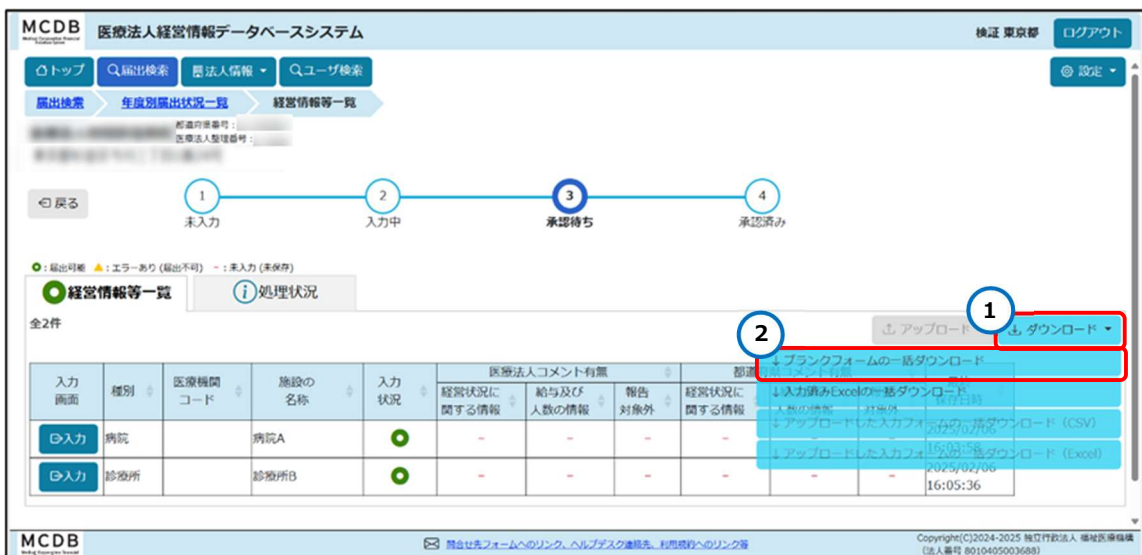 MCDB 医療法人経営情報データベースシステム 検証 東京都 ログアウト
トップ 届出検索 法人情報 ユーザ検索 設定
届出検索 年度別届出状況一覧 経営情報等一覧
都道府県番号:
医療法人整理番号:
戻る
1 2 3 4
未入力 入力中 承認待ち 承認済み
:届出可能 :エラーあり (届出不可) -:未入力 (未保存)
経営情報等一覧 処理状況
全2件
アップロード ① ダウンロード
②
↓ブランクフォームの一括ダウンロード
↓入力済みExcelの一括ダウンロード
↓アップロードした入力フォームの一括ダウンロード (CSV)
↓アップロードした入力フォームの一括ダウンロード (Excel)
入力画面 種別 医療機関コード 施設の名称 入力状況 医療法人コメント有無
経営状況に関する情報 給与及び人数の情報 報告対象外 経営状況に関する情報
入力 病院 病院A - - - - - - 2025/02/06 16:03:58
入力 診療所 診療所B - - - - - - 2025/02/06 16:05:36
MCDB 問合せ先フォームへのリンク、ヘルプデスク連絡先、利用規約へのリンク等
Copyright(C)2024-2025 独立行政法人 福祉医療機構
(法人番号 8010405003688)